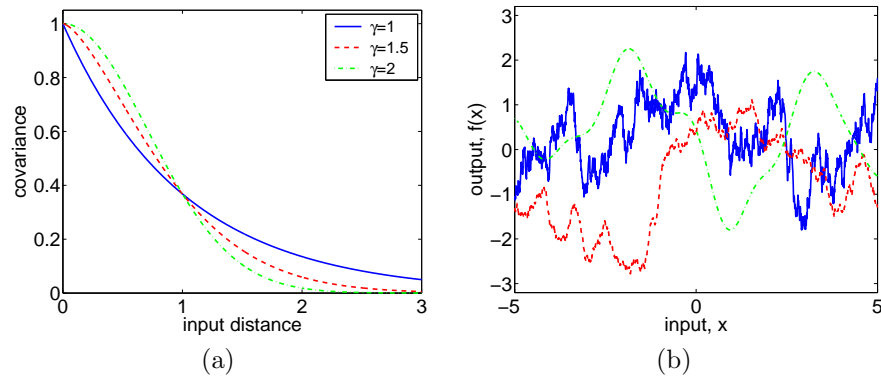 1
0.8
0.6
0.4
0.2
0
0 1 2 3
covariance
input distance
γ=1
γ=1.5
γ=2
(a)
3
2
1
0
−1
−2
−3
−5 0 5
output, f(x)
input, x
(b)